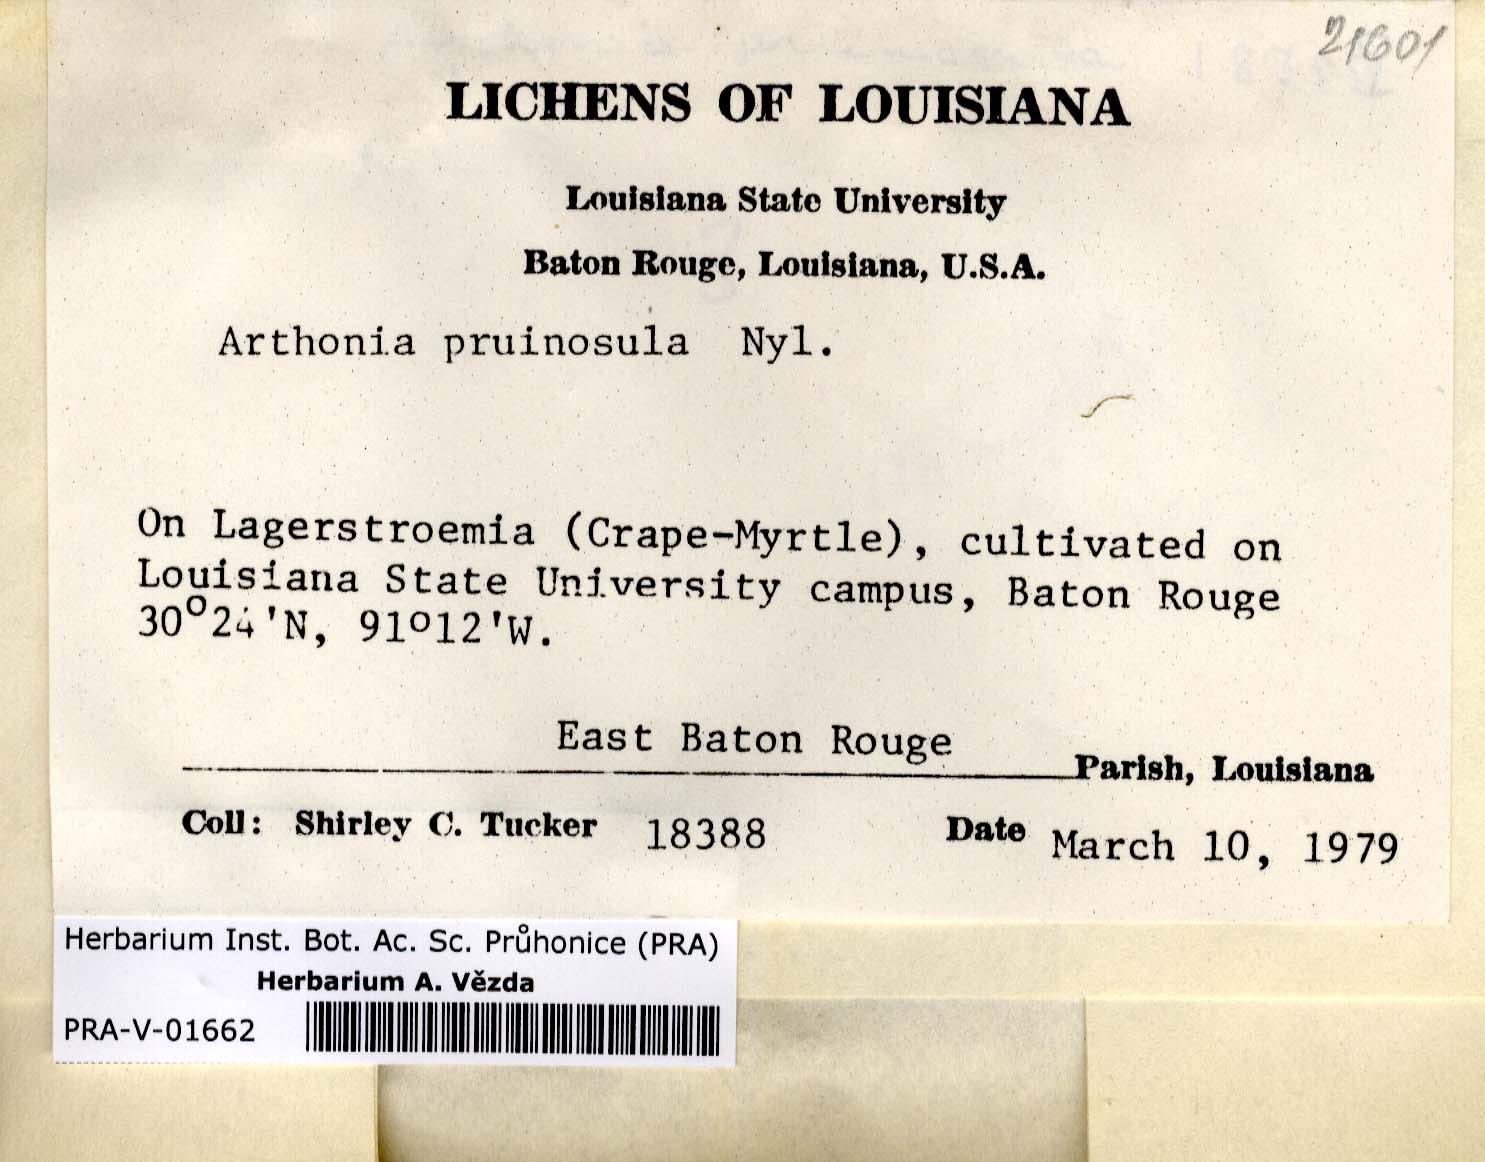 21601
LICHENS OF LOUISIANA
Louisiana State University
Baton Rouge, Louisiana, U.S.A.
Arthonia pruinosula Nyl.
On Lagerstroemia (Crape-Myrtle), cultivated on
Louisiana State University campus, Baton Rouge
30°24'N, 91°12'W.
East Baton Rouge Parish, Louisiana
Coll: Shirley C. Tucker 18388 Date March 10, 1979
Herbarium Inst. Bot. Ac. Sc. Průhonice (PRA)
Herbarium A. Vězda
PRA-V-01662